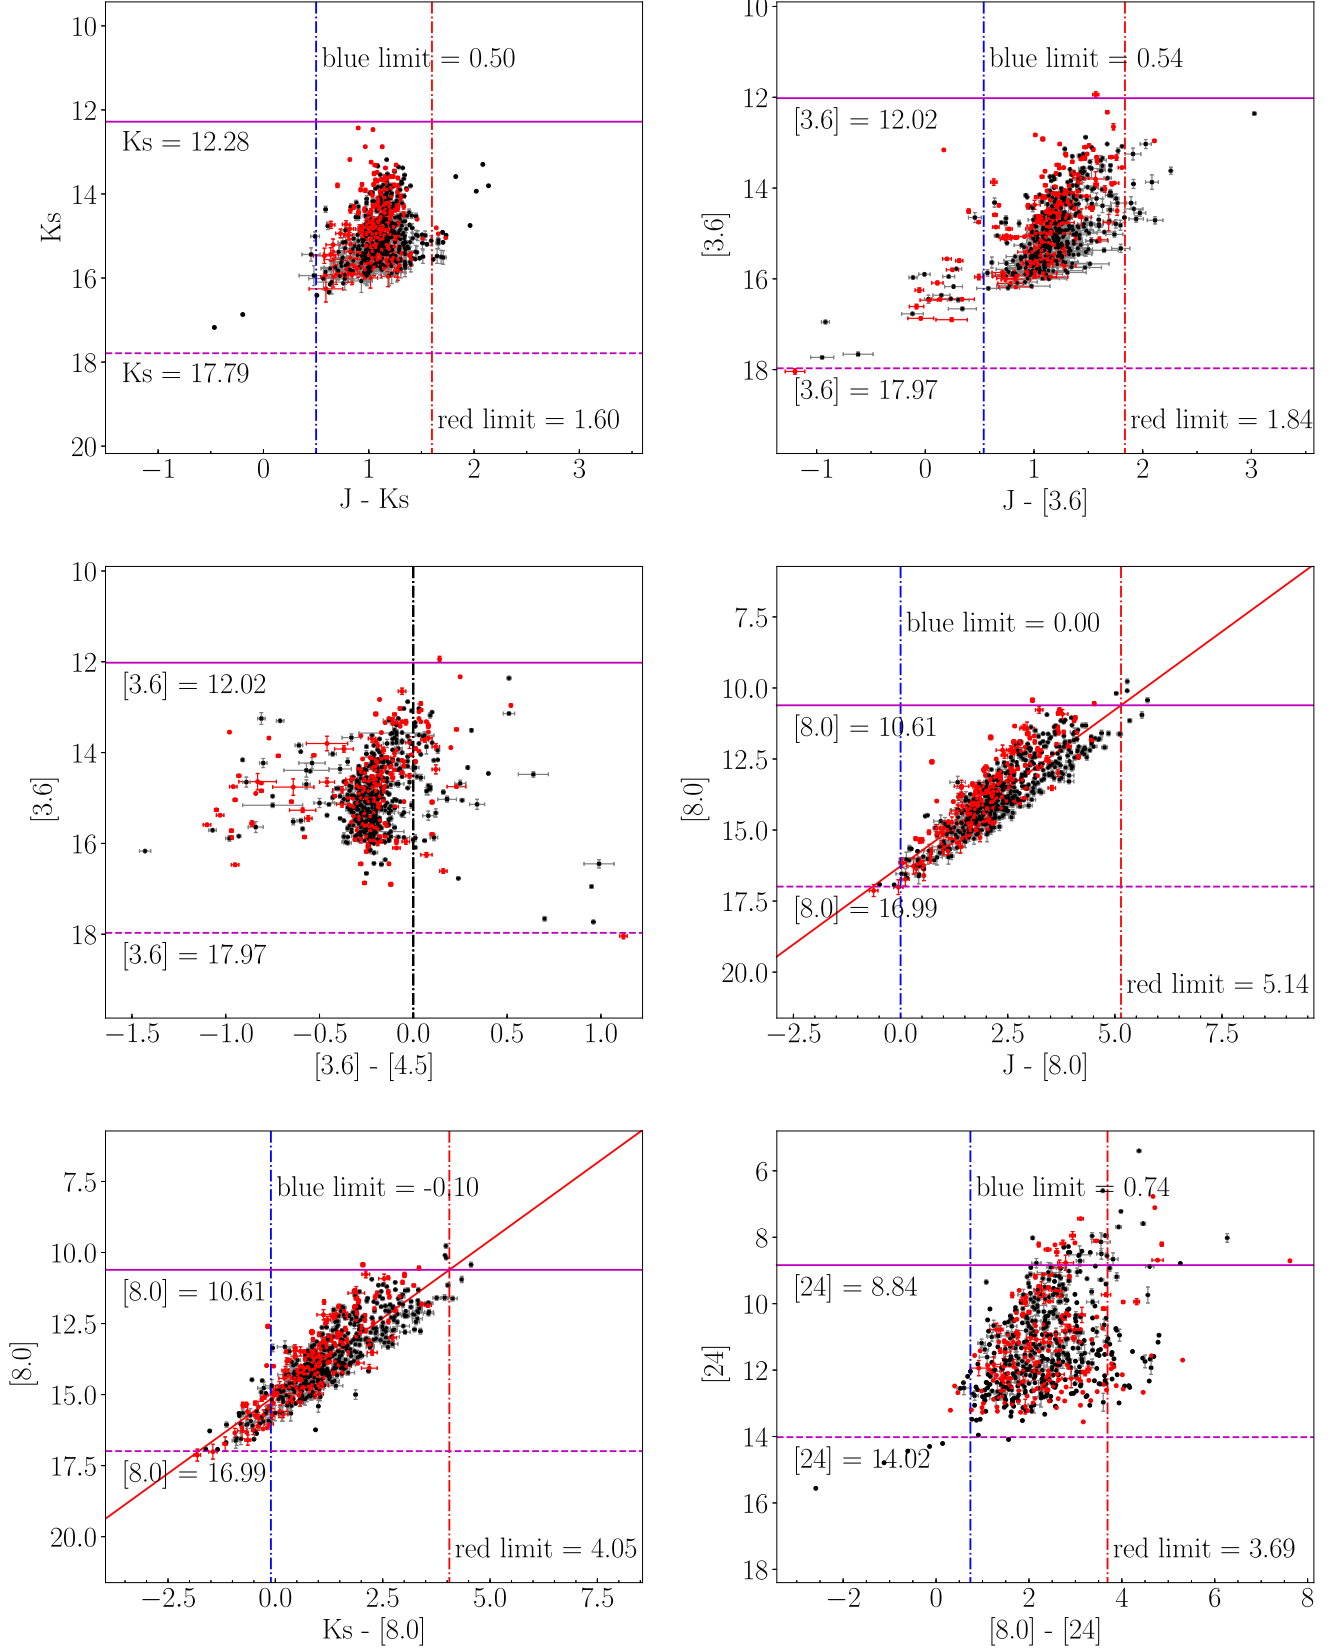 10
12
14
16
18
20
Ks
blue limit = 0.50
Ks = 12.28
Ks = 17.79
red limit = 1.60
−1 0 1 2 3
J - Ks
10
12
14
16
18
[3.6]
blue limit = 0.54
[3.6] = 12.02
[3.6] = 17.97
red limit = 1.84
−1 0 1 2 3
J - [3.6]
10
12
14
16
18
[3.6]
[3.6] = 12.02
[3.6] = 17.97
−1.5 −1.0 −0.5 0.0 0.5 1.0
[3.6] - [4.5]
7.5
10.0
12.5
15.0
17.5
20.0
[8.0]
blue limit = 0.00
[8.0] = 10.61
[8.0] = 16.99
red limit = 5.14
−2.5 0.0 2.5 5.0 7.5
J - [8.0]
7.5
10.0
12.5
15.0
17.5
20.0
[8.0]
blue limit = -0.10
[8.0] = 10.61
[8.0] = 16.99
red limit = 4.05
−2.5 0.0 2.5 5.0 7.5
Ks - [8.0]
6
8
10
12
14
16
18
[24]
blue limit = 0.74
[24] = 8.84
[24] = 14.02
red limit = 3.69
−2 0 2 4 6 8
[8.0] - [24]